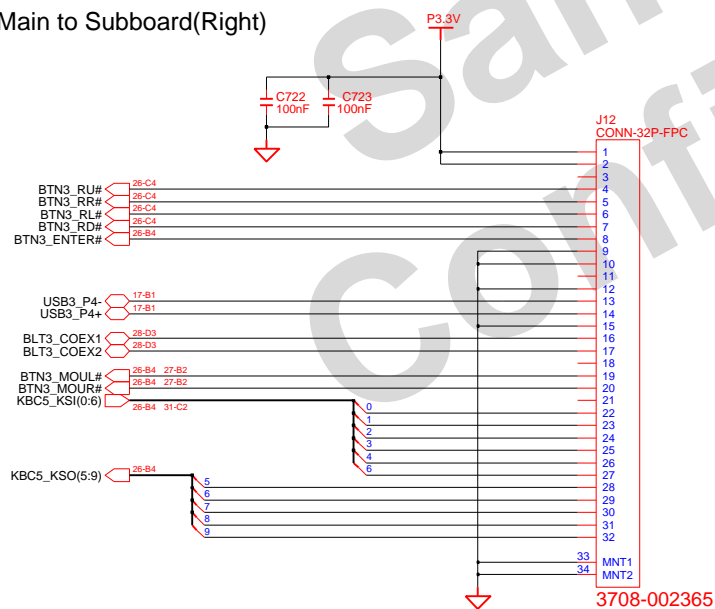 Main to Subboard(Right)
P3.3V
C722
100nF
C723
100nF
J12
CONN-32P-FPC
1
2
3
BTN3_RU# 26-C4 4
BTN3_RR# 26-C4 5
BTN3_RL# 26-C4 6
BTN3_RD# 26-C4 7
BTN3_ENTER# 26-B4 8
9
10
11
12
USB3_P4- 17-B1 13
USB3_P4+ 17-B1 14
15
BLT3_COEX1 28-D3 16
BLT3_COEX2 28-D3 17
18
BTN3_MOUL# 26-B4 27-B2 19
BTN3_MOUR# 26-B4 27-B2 20
KBC5_KSI(0:6) 26-B4 31-C2 21
0 22
1 23
2 24
3 25
4 26
6 27
KBC5_KSO(5:9) 26-B4
5 28
6 29
7 30
8 31
9 32
33 MNT1
34 MNT2
3708-002365